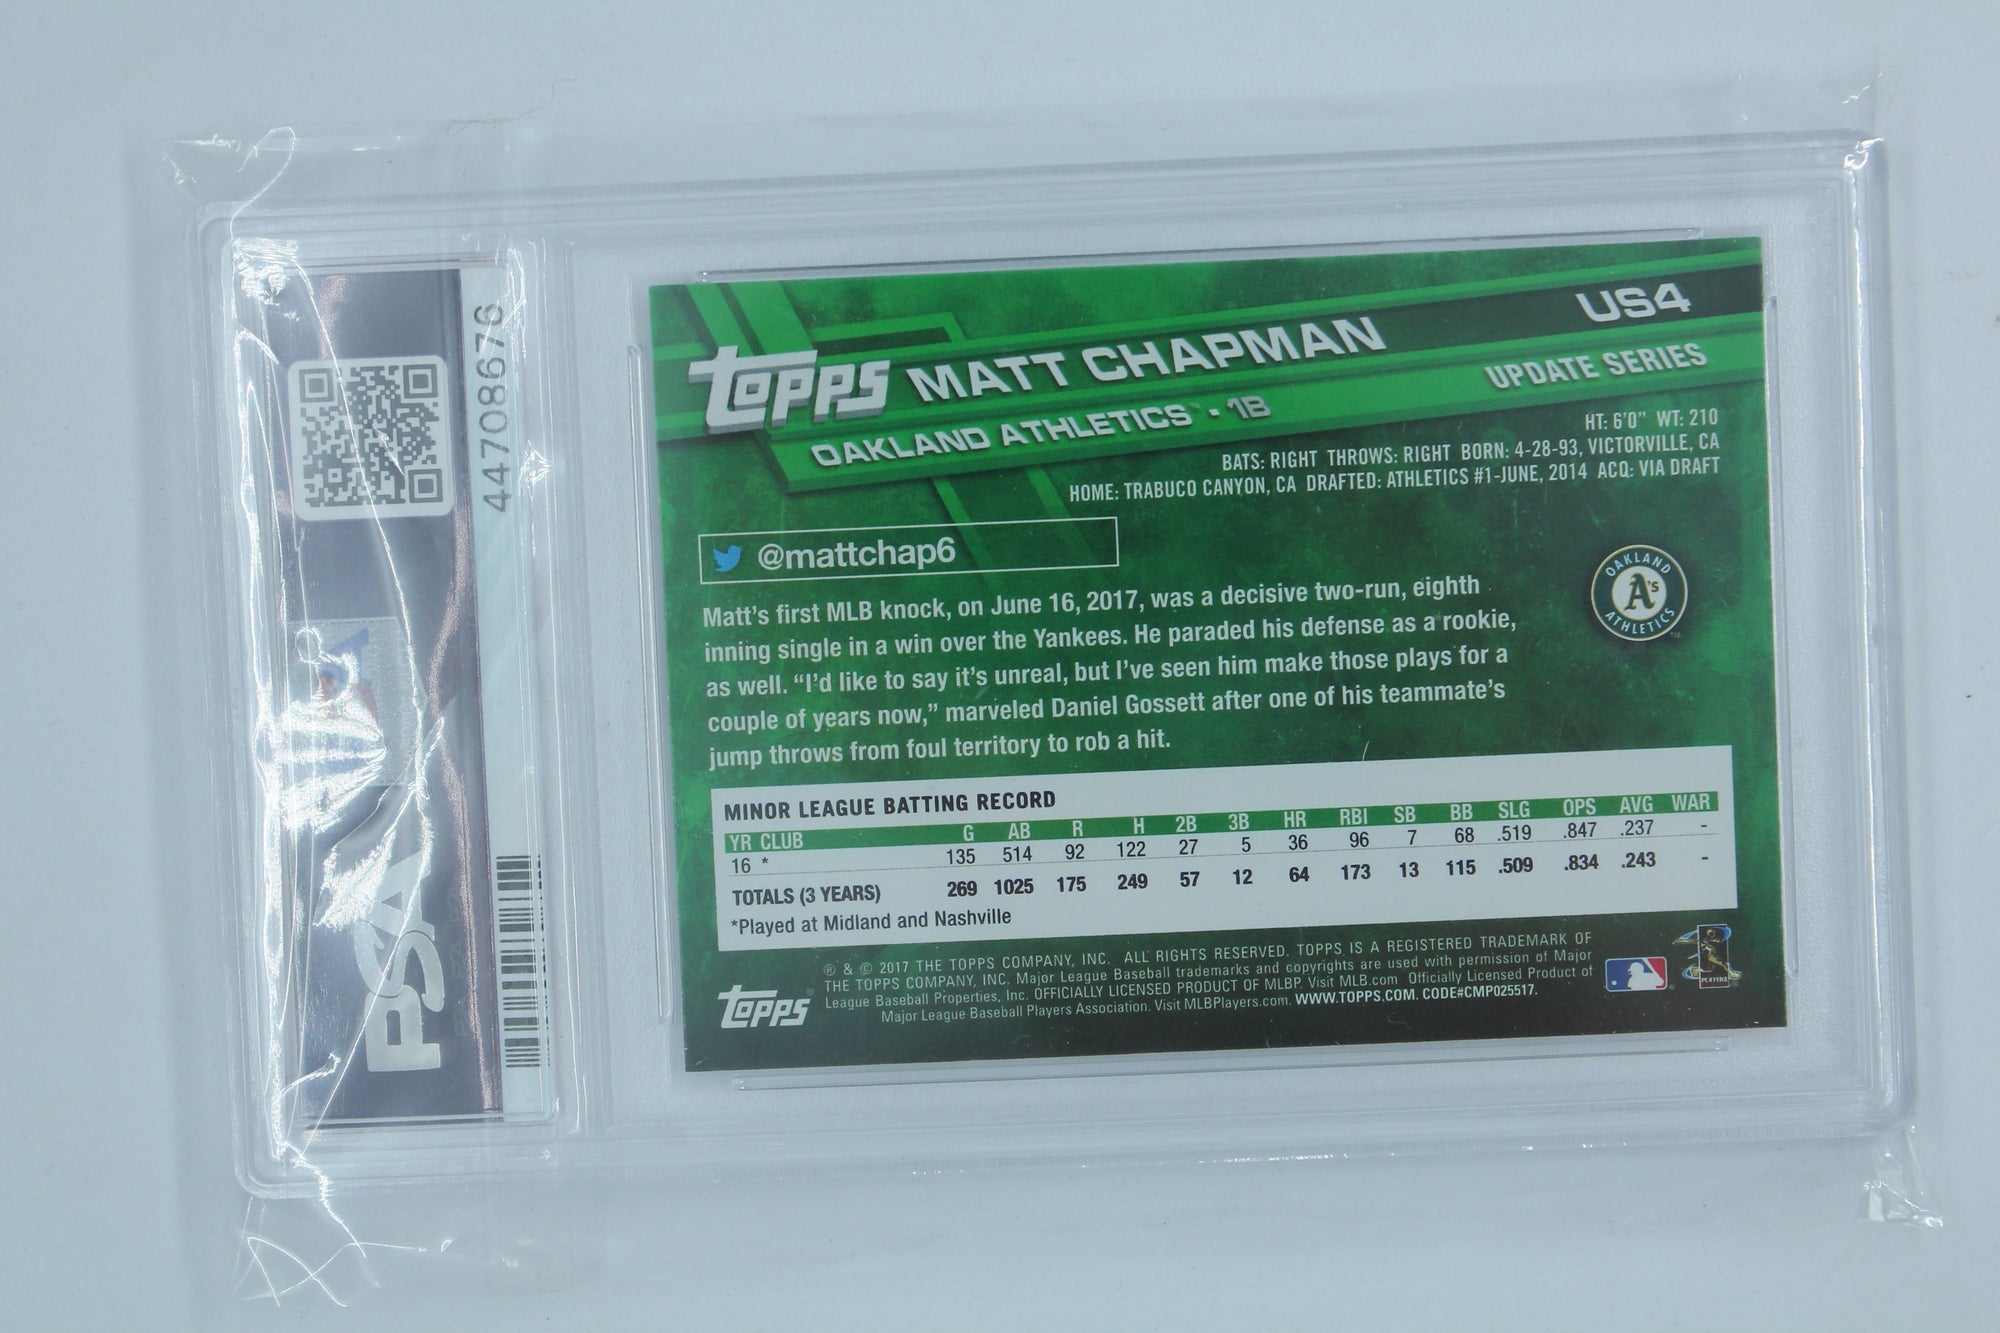 44708676
PSA
topps MATT CHAPMAN US4
OAKLAND ATHLETICS™ • 1B UPDATE SERIES
HT: 6'0" WT: 210
BATS: RIGHT THROWS: RIGHT BORN: 4-28-93, VICTORVILLE, CA
HOME: TRABUCO CANYON, CA DRAFTED: ATHLETICS #1-JUNE, 2014 ACQ: VIA DRAFT
@mattchap6
OAKLAND A's ATHLETICS ™
Matt's first MLB knock, on June 16, 2017, was a decisive two-run, eighth
inning single in a win over the Yankees. He paraded his defense as a rookie,
as well. "I'd like to say it's unreal, but I've seen him make those plays for a
couple of years now," marveled Daniel Gossett after one of his teammate's
jump throws from foul territory to rob a hit.
MINOR LEAGUE BATTING RECORD
YR CLUB G AB R H 2B 3B HR RBI SB BB SLG OPS AVG WAR
16 * 135 514 92 122 27 5 36 96 7 68 .519 .847 .237 -
TOTALS (3 YEARS) 269 1025 175 249 57 12 64 173 13 115 .509 .834 .243 -
*Played at Midland and Nashville
® & © 2017 THE TOPPS COMPANY, INC. ALL RIGHTS RESERVED. TOPPS IS A REGISTERED TRADEMARK OF
THE TOPPS COMPANY, INC. Major League Baseball trademarks and copyrights are used with permission of Major
League Baseball Properties, Inc. OFFICIALLY LICENSED PRODUCT OF MLBP. Visit MLB.com Officially Licensed Product of
Major League Baseball Players Association. Visit MLBPlayers.com. WWW.TOPPS.COM. CODE#CMP025517.
topps®
PLAYERS